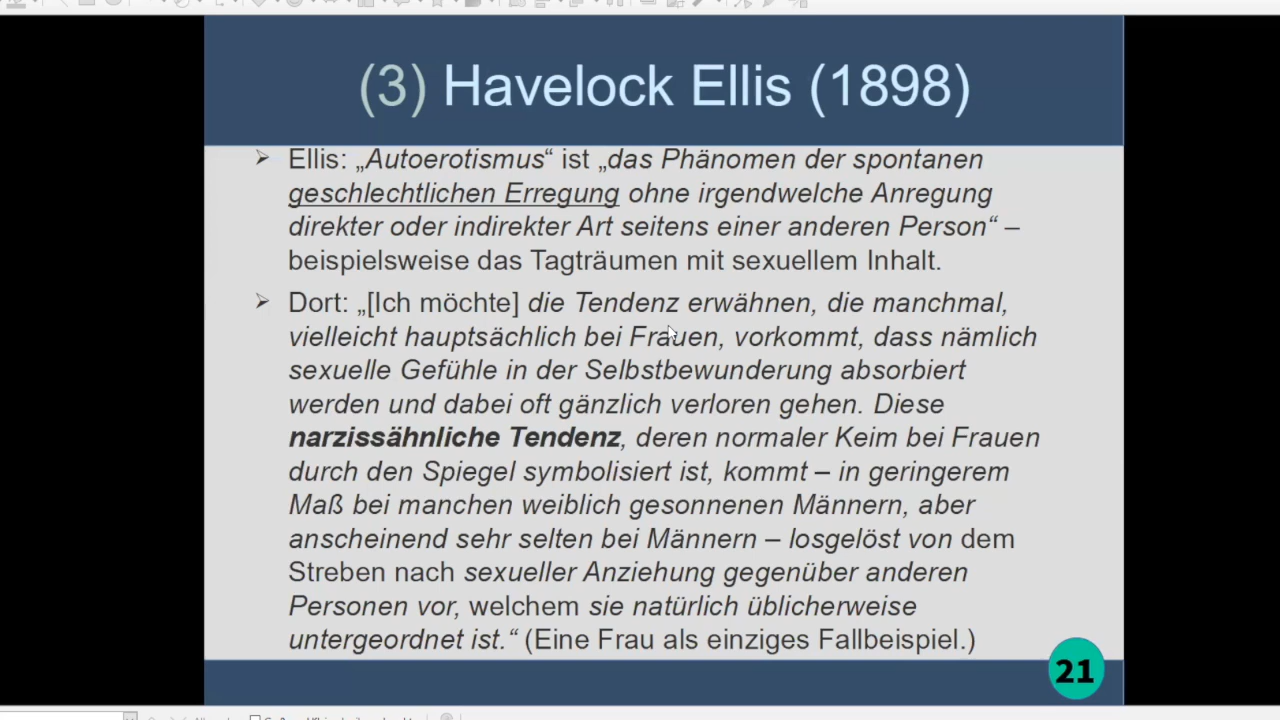 (3) Havelock Ellis (1898)
Ellis: „Autoerotismus“ ist „das Phänomen der spontanen
geschlechtlichen Erregung ohne irgendwelche Anregung
direkter oder indirekter Art seitens einer anderen Person“ –
beispielsweise das Tagträumen mit sexuellem Inhalt.
Dort: „[Ich möchte] die Tendenz erwähnen, die manchmal,
vielleicht hauptsächlich bei Frauen, vorkommt, dass nämlich
sexuelle Gefühle in der Selbstbewunderung absorbiert
werden und dabei oft gänzlich verloren gehen. Diese
narzissähnliche Tendenz, deren normaler Keim bei Frauen
durch den Spiegel symbolisiert ist, kommt – in geringerem
Maß bei manchen weiblich gesonnenen Männern, aber
anscheinend sehr selten bei Männern – losgelöst von dem
Streben nach sexueller Anziehung gegenüber anderen
Personen vor, welchem sie natürlich üblicherweise
untergeordnet ist.“ (Eine Frau als einziges Fallbeispiel.)
21